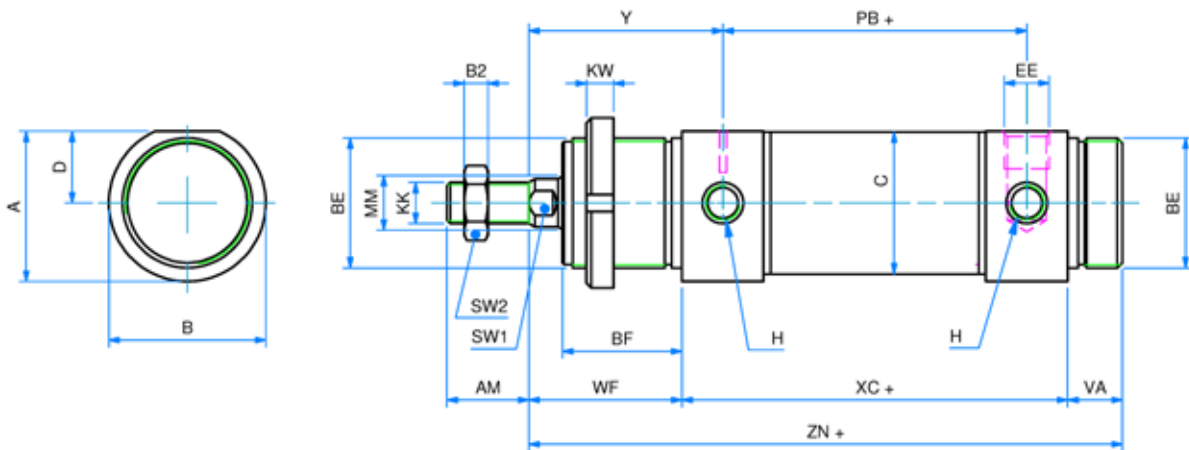 Y
PB +
B2
KW
EE
D
A
BE
MM
KK
C
BE
SW2
SW1
B
BF
H
H
AM
WF
XC +
VA
ZN +